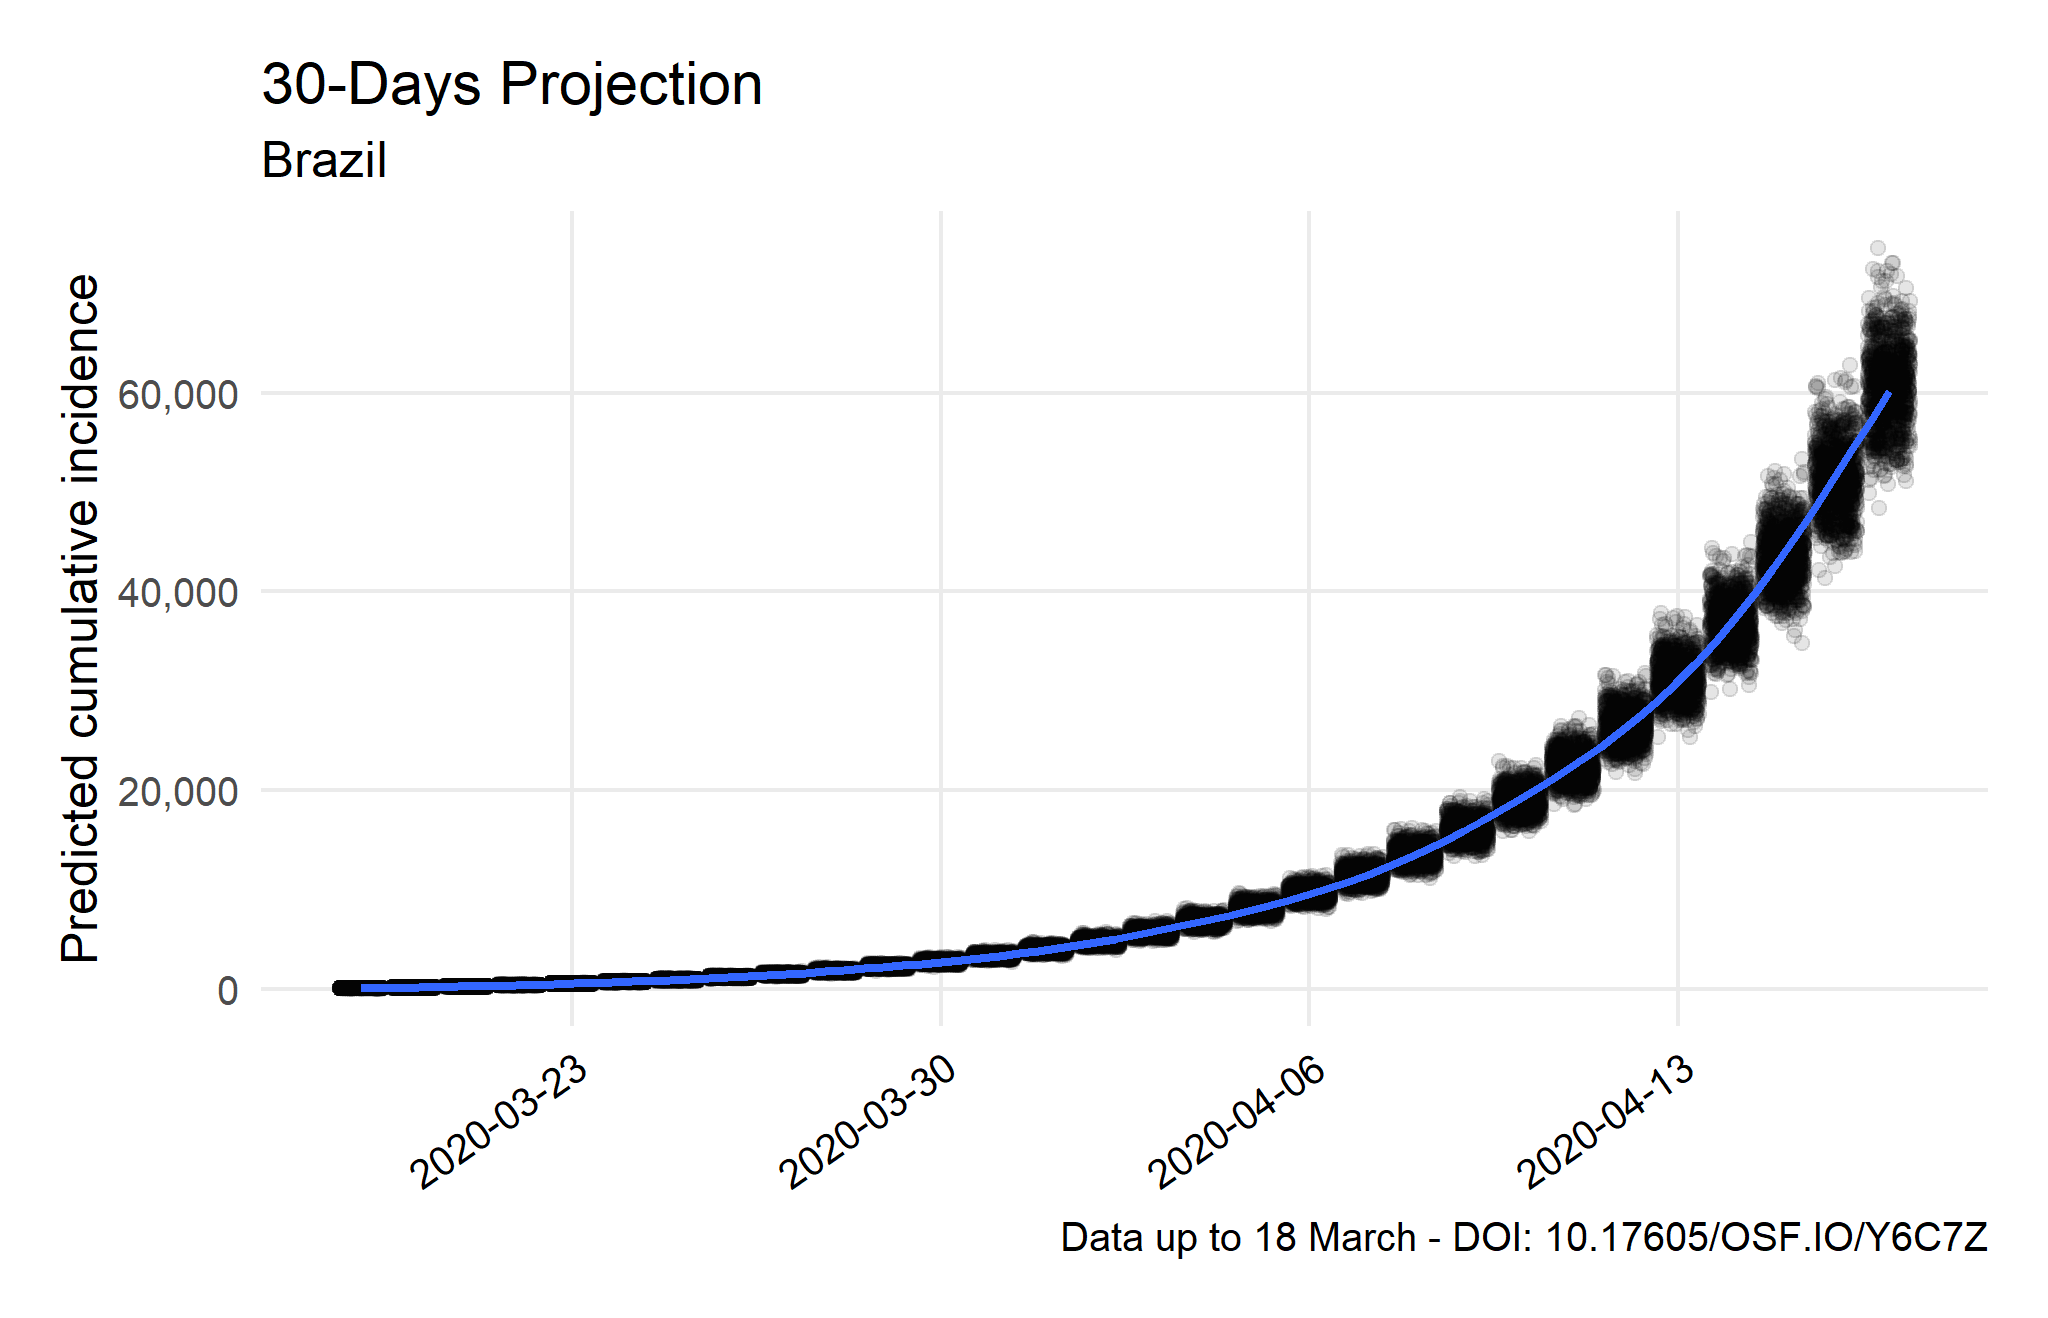 30-Days Projection
Brazil
Predicted cumulative incidence
60,000
40,000
20,000
0
2020-03-23
2020-03-30
2020-04-06
2020-04-13
Data up to 18 March - DOI: 10.17605/OSF.IO/Y6C7Z